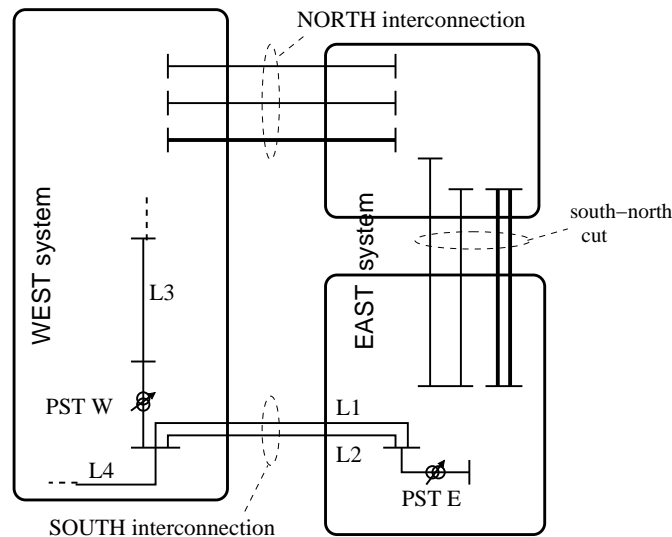 NORTH interconnection
WEST system
EAST system
south−north
cut
L3
PST W
L1
L2
L4
PST E
SOUTH interconnection